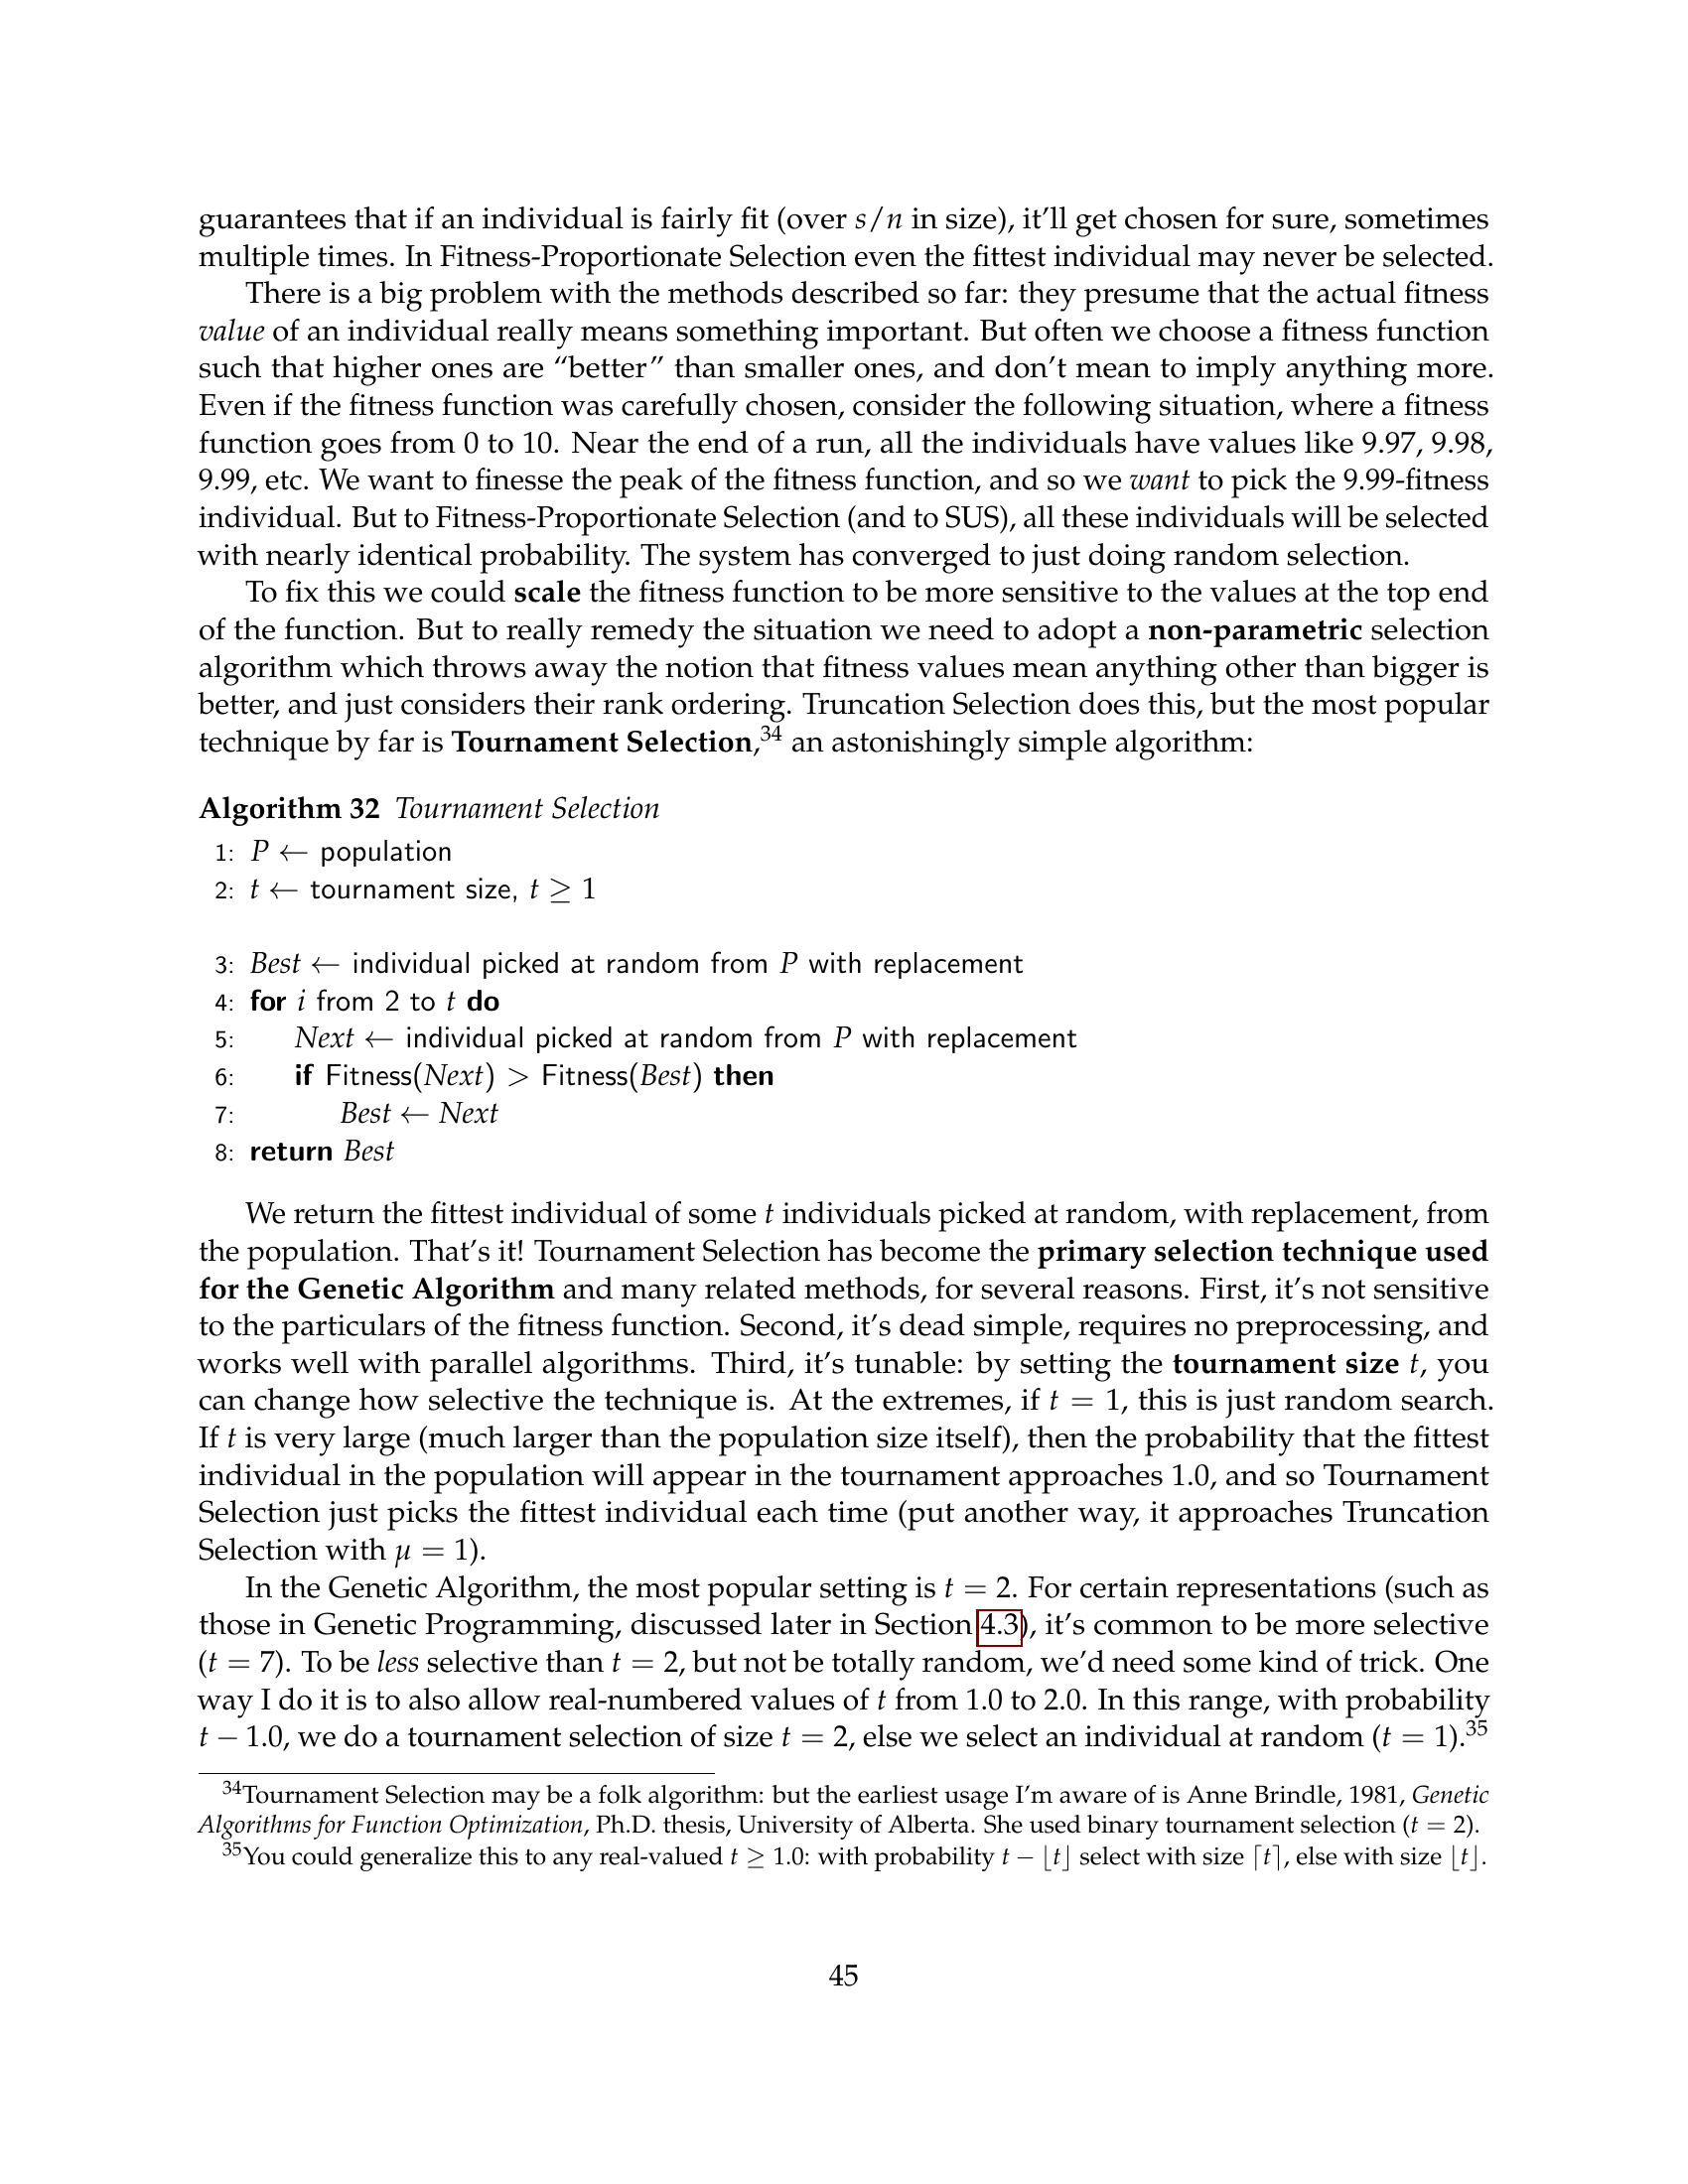 guarantees that if an individual is fairly fit (over s/n in size), it'll get chosen for sure, sometimes
multiple times. In Fitness-Proportionate Selection even the fittest individual may never be selected.
There is a big problem with the methods described so far: they presume that the actual fitness
value of an individual really means something important. But often we choose a fitness function
such that higher ones are “better” than smaller ones, and don't mean to imply anything more.
Even if the fitness function was carefully chosen, consider the following situation, where a fitness
function goes from 0 to 10. Near the end of a run, all the individuals have values like 9.97, 9.98,
9.99, etc. We want to finesse the peak of the fitness function, and so we want to pick the 9.99-fitness
individual. But to Fitness-Proportionate Selection (and to SUS), all these individuals will be selected
with nearly identical probability. The system has converged to just doing random selection.
To fix this we could scale the fitness function to be more sensitive to the values at the top end
of the function. But to really remedy the situation we need to adopt a non-parametric selection
algorithm which throws away the notion that fitness values mean anything other than bigger is
better, and just considers their rank ordering. Truncation Selection does this, but the most popular
technique by far is Tournament Selection,³⁴ an astonishingly simple algorithm:
Algorithm 32 Tournament Selection
1: P ← population
2: t ← tournament size, t ≥ 1
3: Best ← individual picked at random from P with replacement
4: for i from 2 to t do
5: Next ← individual picked at random from P with replacement
6: if Fitness(Next) > Fitness(Best) then
7: Best ← Next
8: return Best
We return the fittest individual of some t individuals picked at random, with replacement, from
the population. That's it! Tournament Selection has become the primary selection technique used
for the Genetic Algorithm and many related methods, for several reasons. First, it's not sensitive
to the particulars of the fitness function. Second, it's dead simple, requires no preprocessing, and
works well with parallel algorithms. Third, it's tunable: by setting the tournament size t, you
can change how selective the technique is. At the extremes, if t = 1, this is just random search.
If t is very large (much larger than the population size itself), then the probability that the fittest
individual in the population will appear in the tournament approaches 1.0, and so Tournament
Selection just picks the fittest individual each time (put another way, it approaches Truncation
Selection with μ = 1).
In the Genetic Algorithm, the most popular setting is t = 2. For certain representations (such as
those in Genetic Programming, discussed later in Section 4.3), it's common to be more selective
(t = 7). To be less selective than t = 2, but not be totally random, we'd need some kind of trick. One
way I do it is to also allow real-numbered values of t from 1.0 to 2.0. In this range, with probability
t − 1.0, we do a tournament selection of size t = 2, else we select an individual at random (t = 1).³⁵
³⁴Tournament Selection may be a folk algorithm: but the earliest usage I'm aware of is Anne Brindle, 1981, Genetic
Algorithms for Function Optimization, Ph.D. thesis, University of Alberta. She used binary tournament selection (t = 2).
³⁵You could generalize this to any real-valued t ≥ 1.0: with probability t − ⌊t⌋ select with size ⌈t⌉, else with size ⌊t⌋.
45